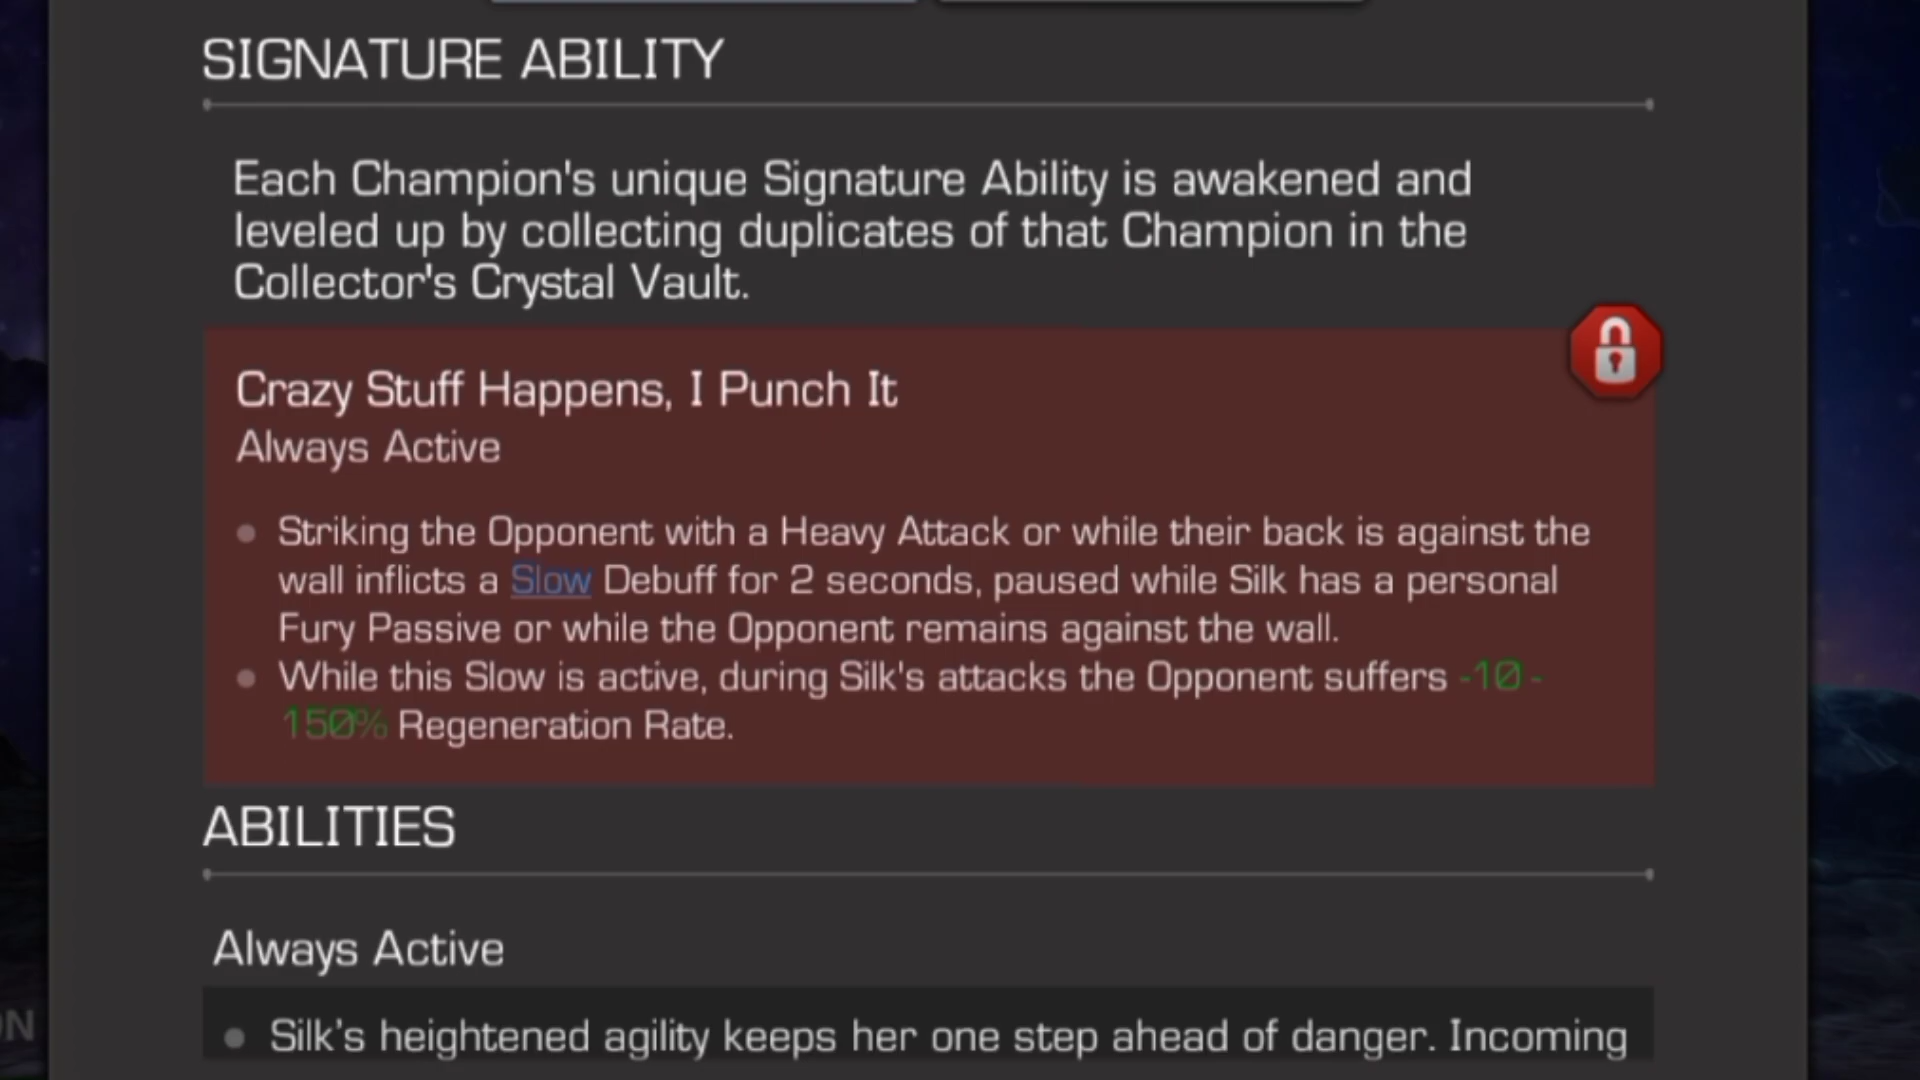 SIGNATURE ABILITY
Each Champion's unique Signature Ability is awakened and
leveled up by collecting duplicates of that Champion in the
Collector's Crystal Vault.
Crazy Stuff Happens, I Punch It
Always Active
Striking the Opponent with a Heavy Attack or while their back is against the
wall inflicts a Slow Debuff for 2 seconds, paused while Silk has a personal
Fury Passive or while the Opponent remains against the wall.
While this Slow is active, during Silk's attacks the Opponent suffers -10 -
150% Regeneration Rate.
ABILITIES
Always Active
Silk's heightened agility keeps her one step ahead of danger. Incoming